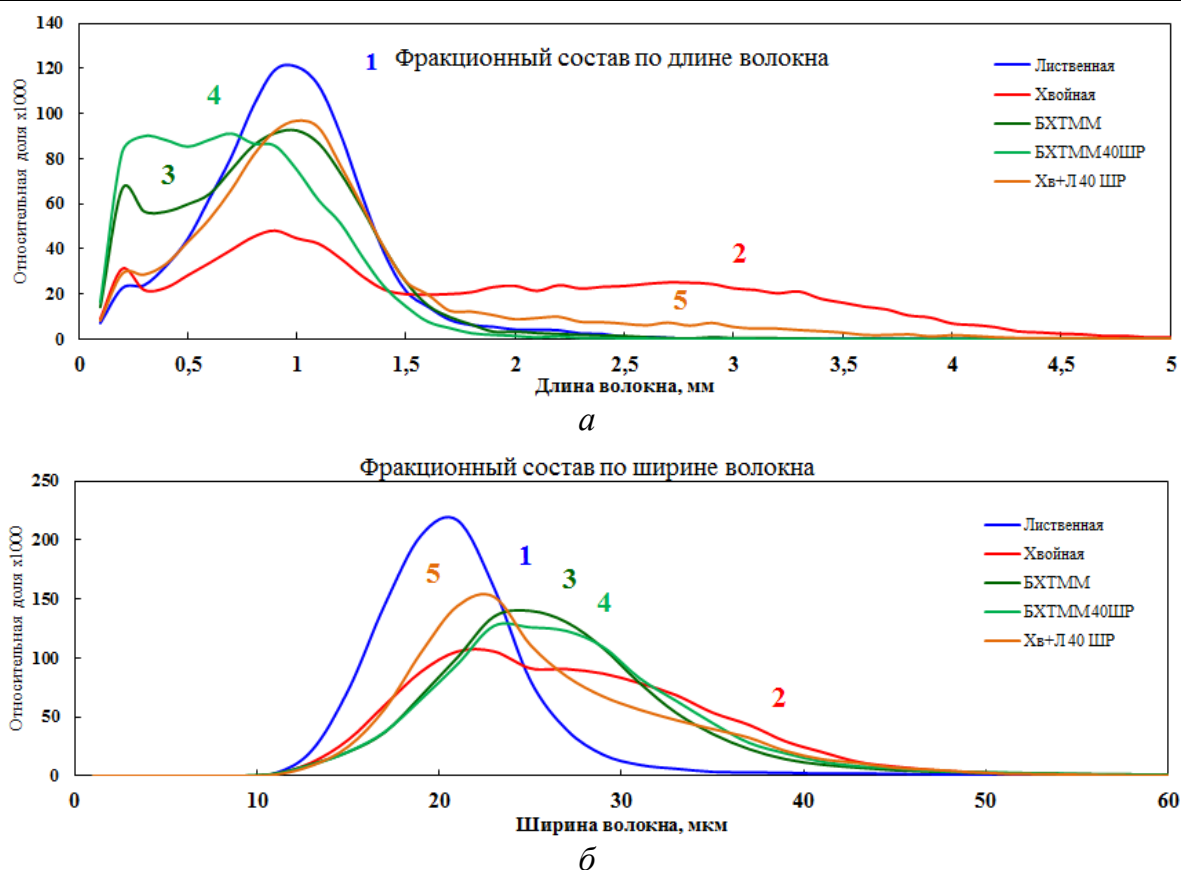 Фракционный состав по длине волокна
Относительная доля х1000
140
120
100
80
60
40
20
0
1
2
3
4
5
Лиственная
Хвойная
БХТММ
БХТММ40ШР
Хв+Л40 ШР
0
0,5
1
1,5
2
2,5
3
3,5
4
4,5
5
Длина волокна, мм
а
Фракционный состав по ширине волокна
Относительная доля х1000
250
200
150
100
50
0
1
2
3
4
5
Лиственная
Хвойная
БХТММ
БХТММ40ШР
Хв+Л40 ШР
0
10
20
30
40
50
60
Ширина волокна, мкм
б